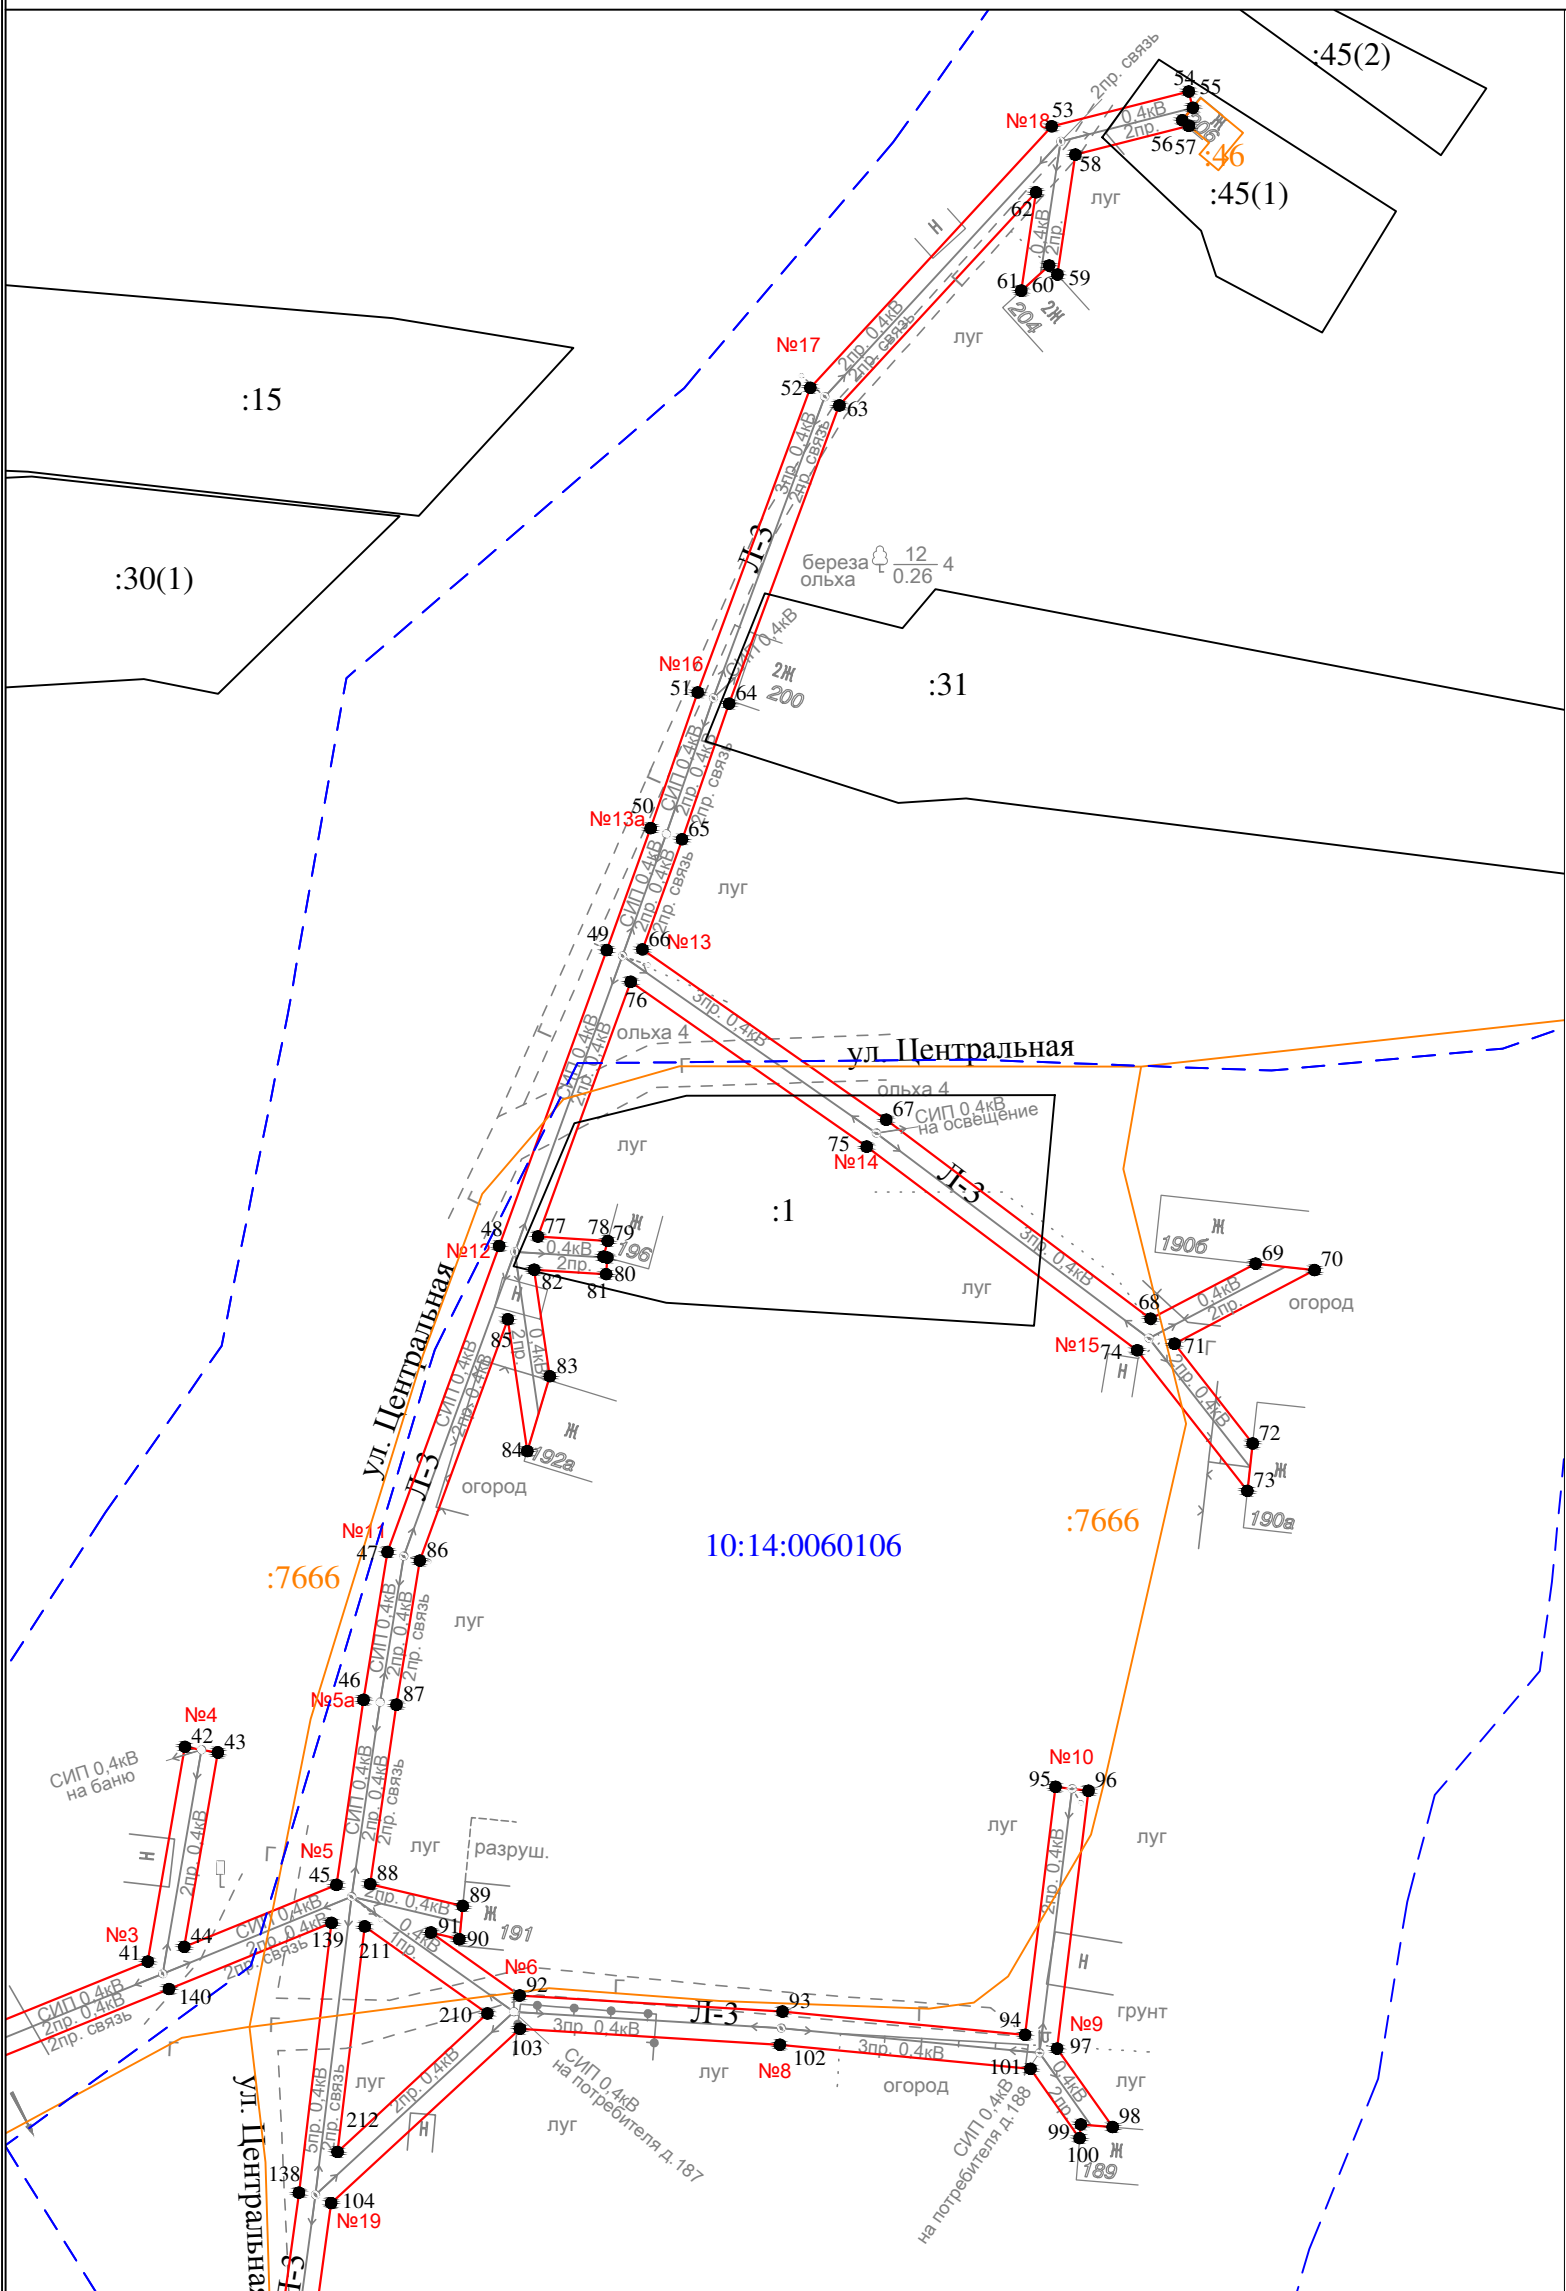 :45(2)
2пр. связь
54
55
53
№18
0,4кВ
2пр.
Ж
206
56
57
:46
58
:45(1)
луг
62
Н
0,4кВ
2пр.
61
60
59
2Ж
204
луг
№17
2пр. 0,4кВ
2пр. связь
52
63
:15
3пр. 0,4кВ
2пр. связь
Л-3
береза
ольха
12
0.26
4
:30(1)
СИП 0,4кВ
№16
51
64
2Ж
200
:31
Г
СИП 0,4кВ
2пр. 0,4кВ
2пр. связь
50
№13а
65
СИП 0,4кВ
2пр. 0,4кВ
2пр. связь
луг
49
66
№13
76
3пр. 0,4кВ
Г
ольха 4
СИП 0,4кВ
2пр. 0,4кВ
Г
ул. Центральная
ольха 4
67
СИП 0,4кВ
на освещение
луг
75
№14
Л-3
:1
Г
48
77
78
79
Ж
196
№12
0,4кВ
2пр.
82
81
80
3пр. 0,4кВ
Ж
190б
69
70
луг
0,4кВ
2пр.
огород
68
№15
74
71
Г
Н
2пр. 0,4кВ
Н
85
2пр.
0,4кВ
83
ул. Центральная
СИП 0,4кВ
2пр. 0,4кВ
Ж
84
192а
Л-3
огород
72
Ж
73
190а
:7666
10:14:0060106
№11
47
86
:7666
СИП 0,4кВ
2пр. 0,4кВ
2пр. связь
луг
46
№5а
87
№4
42
43
СИП 0,4кВ
на баню
СИП 0,4кВ
2пр. 0,4кВ
2пр. связь
№10
95
96
луг
луг
Н
2пр. 0,4кВ
Г
№5
луг
разруш.
45
88
2пр. 0,4кВ
89
Ж
191
91
90
0,4кВ
1пр.
СИП 0,4кВ
2пр. 0,4кВ
2пр. связь
139
211
2пр. 0,4кВ
№3
41
44
140
СИП 0,4кВ
2пр. 0,4кВ
2пр. связь
№6
92
Г
Н
93
Л-3
Г
94
грунт
№9
97
210
3пр. 0,4кВ
103
№8
102
3пр. 0,4кВ
101
Г
Г
луг
огород
0,4кВ
2пр.
луг
98
99
100
Ж
189
СИП 0,4кВ
на потребителя д.187
СИП 0,4кВ
на потребителя д.188
луг
луг
2пр. 0,4кВ
5пр. 0,4кВ
2пр. связь
212
Н
ул. Центральная
138
104
№19
Л-3